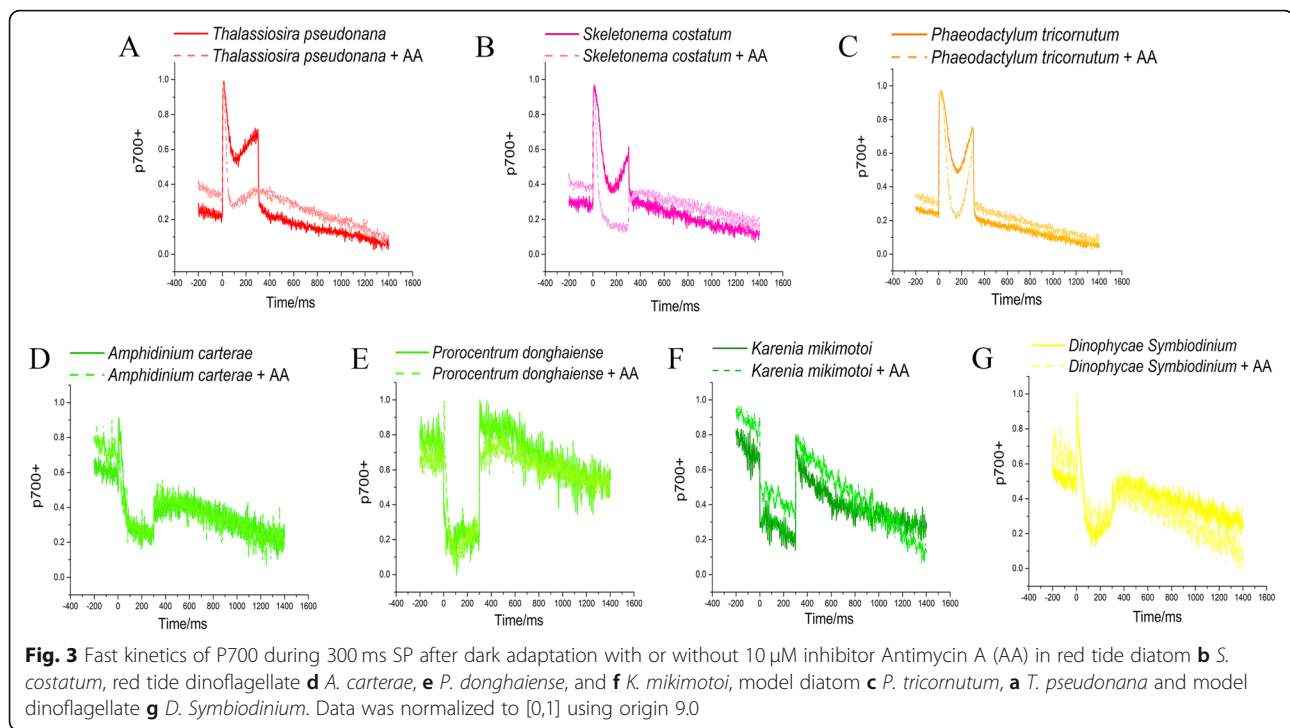 A
Thalassiosira pseudonana
Thalassiosira pseudonana + AA
p700+
1.0
0.8
0.6
0.4
0.2
0.0
-400 -200 0 200 400 600 800 1000 1200 1400 1600
Time/ms
B
Skeletonema costatum
Skeletonema costatum + AA
p700+
1.0
0.8
0.6
0.4
0.2
0.0
-400 -200 0 200 400 600 800 1000 1200 1400 1600
Time/ms
C
Phaeodactylum tricornutum
Phaeodactylum tricornutum + AA
p700+
1.0
0.8
0.6
0.4
0.2
0.0
-400 -200 0 200 400 600 800 1000 1200 1400 1600
Time/ms
D
Amphidinium carterae
Amphidinium carterae + AA
p700+
1.0
0.8
0.6
0.4
0.2
0.0
-400 -200 0 200 400 600 800 1000 1200 1400 1600
Time/ms
E
Prorocentrum donghaiense
Prorocentrum donghaiense + AA
p700+
1.0
0.8
0.6
0.4
0.2
0.0
-400 -200 0 200 400 600 800 1000 1200 1400 1600
Time/ms
F
Karenia mikimotoi
Karenia mikimotoi + AA
p700+
1.0
0.8
0.6
0.4
0.2
0.0
-400 -200 0 200 400 600 800 1000 1200 1400 1600
Time/ms
G
Dinophycae Symbiodinium
Dinophycae Symbiodinium + AA
p700+
1.0
0.8
0.6
0.4
0.2
0.0
-400 -200 0 200 400 600 800 1000 1200 1400 1600
Time/ms
Fig. 3 Fast kinetics of P700 during 300 ms SP after dark adaptation with or without 10 μM inhibitor Antimycin A (AA) in red tide diatom b S.
costatum, red tide dinoflagellate d A. carterae, e P. donghaiense, and f K. mikimotoi, model diatom c P. tricornutum, a T. pseudonana and model
dinoflagellate g D. Symbiodinium. Data was normalized to [0,1] using origin 9.0